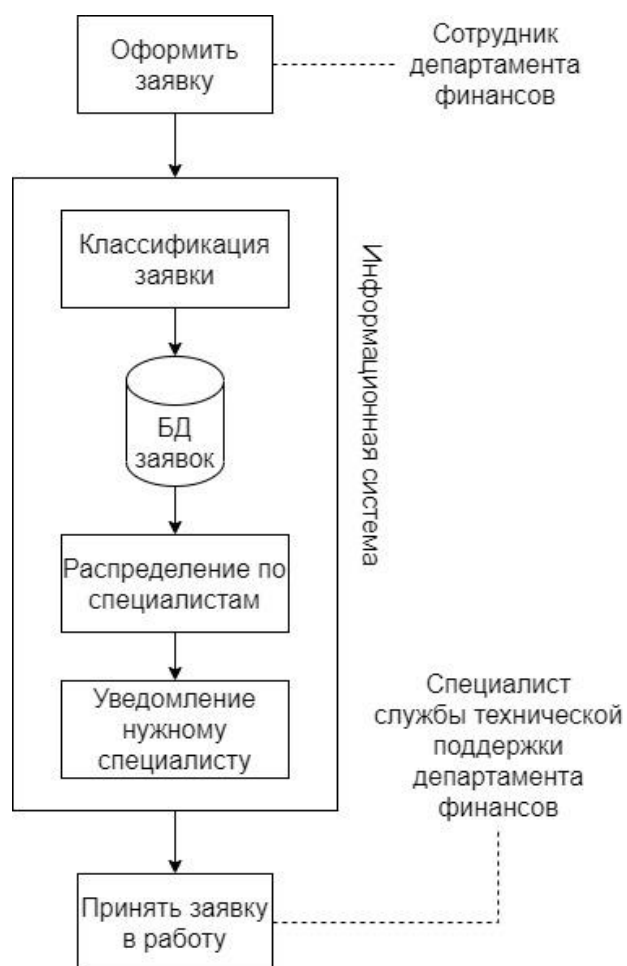 Оформить
заявку
Сотрудник
департамента
финансов
Классификация
заявки
БД
заявок
Распределение по
специалистам
Уведомление
нужному
специалисту
Информационная система
Специалист
службы технической
поддержки
департамента
финансов
Принять заявку
в работу